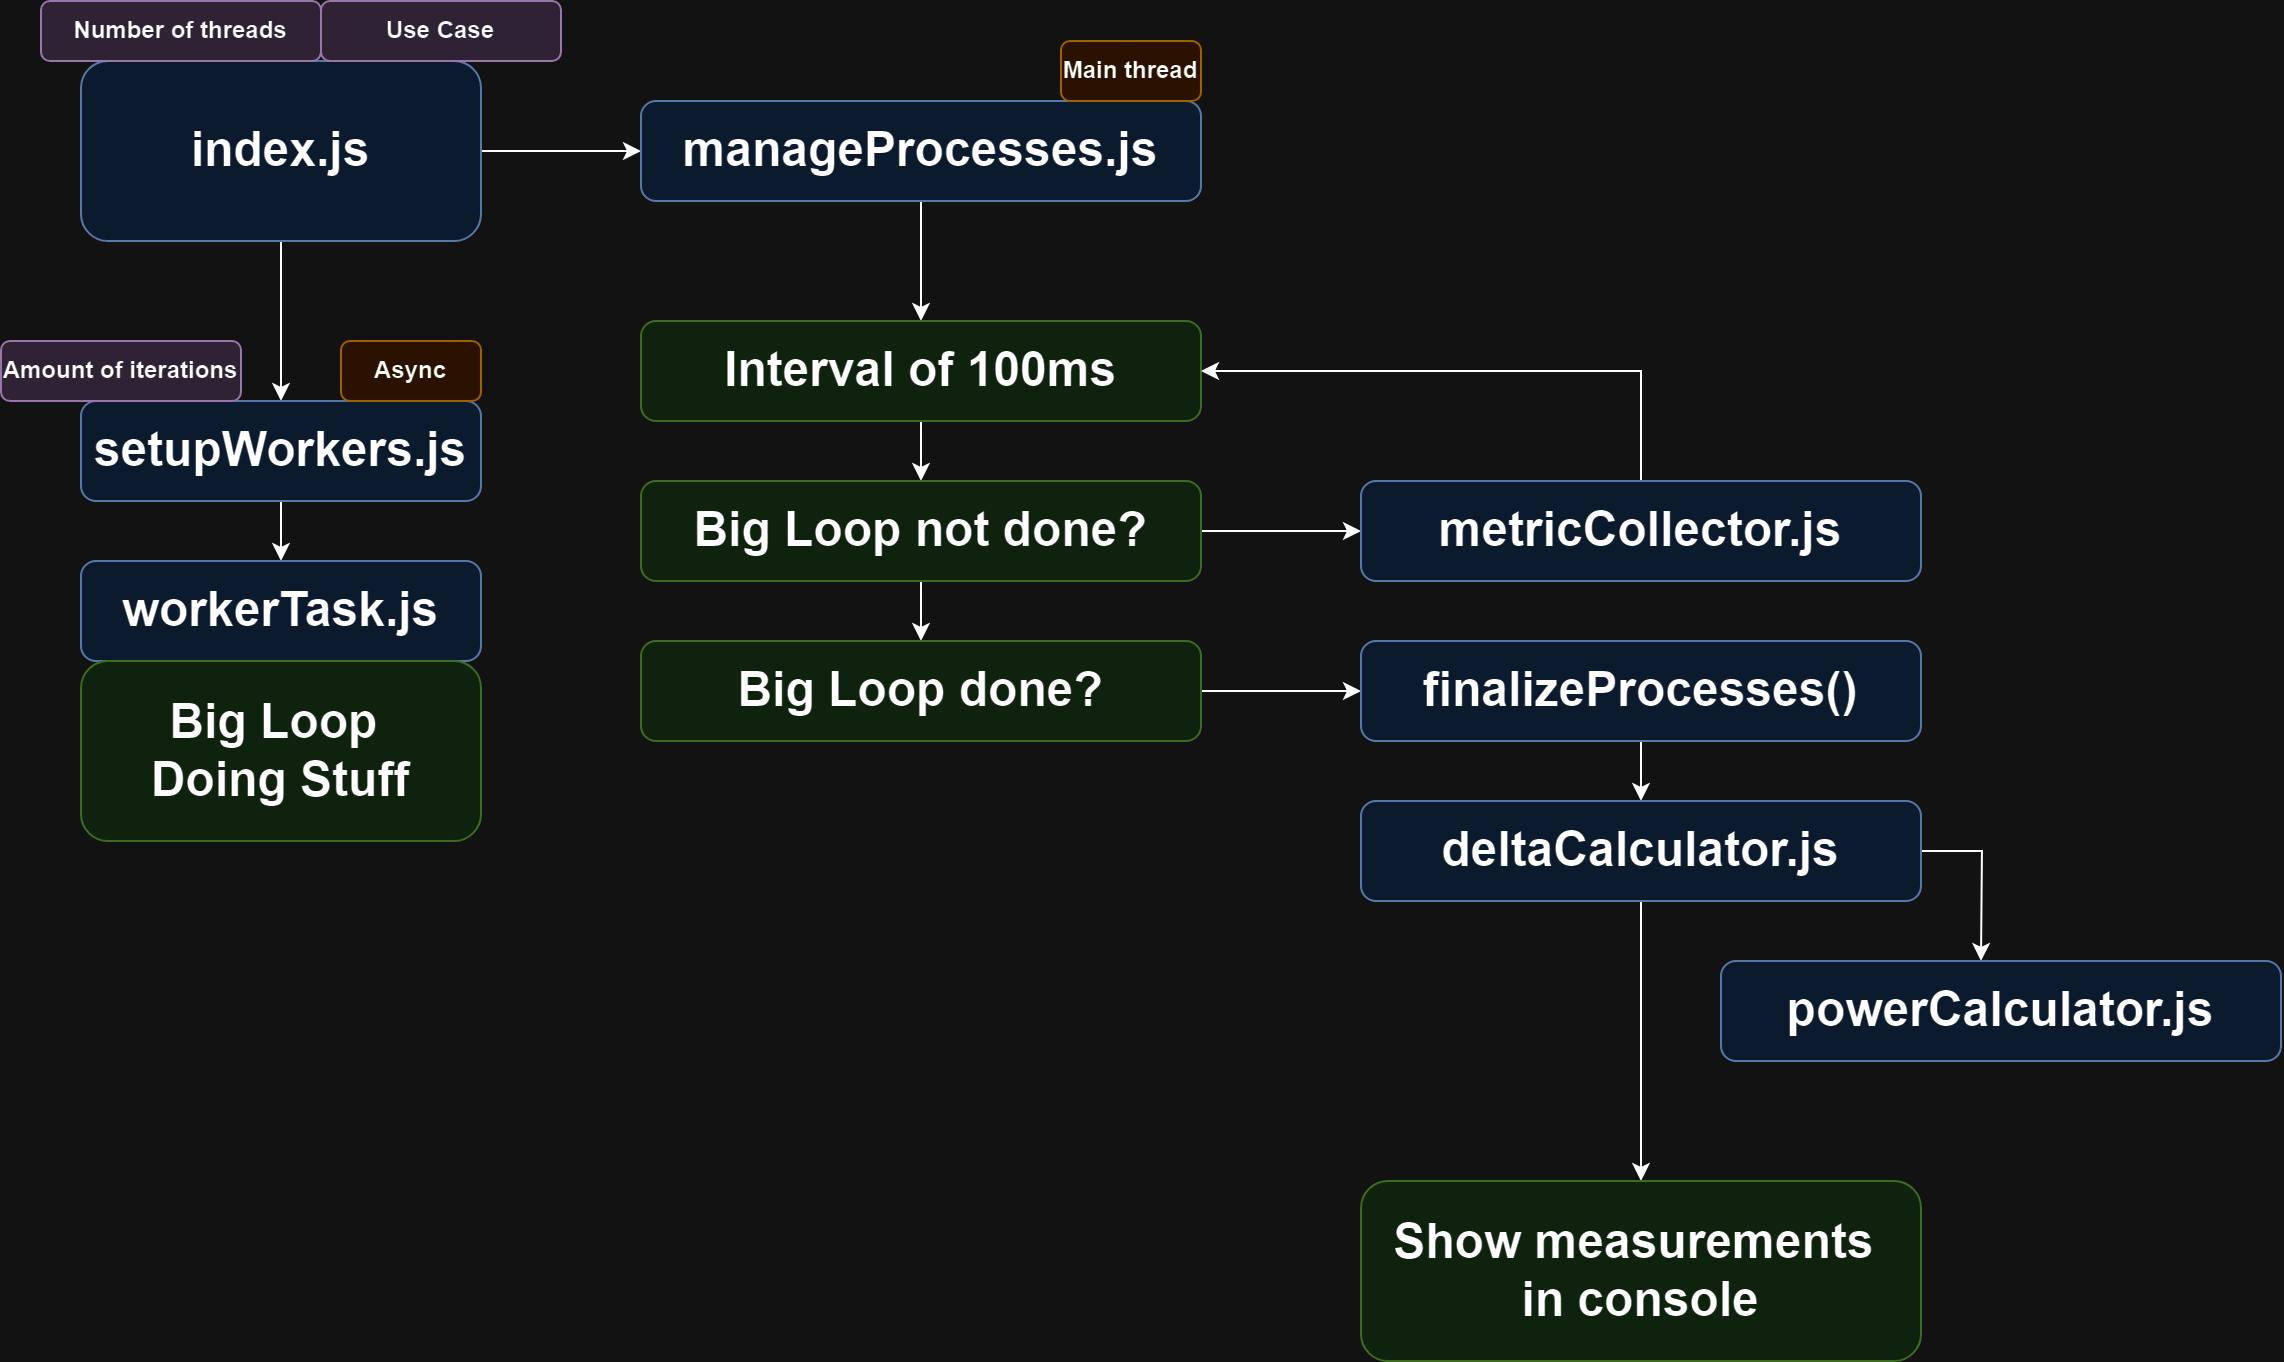 Number of threads
Use Case
index.js
Main thread
manageProcesses.js
Amount of iterations
Async
setupWorkers.js
workerTask.js
Big Loop
Doing Stuff
Interval of 100ms
Big Loop not done?
metricCollector.js
Big Loop done?
finalizeProcesses()
deltaCalculator.js
powerCalculator.js
Show measurements
in console